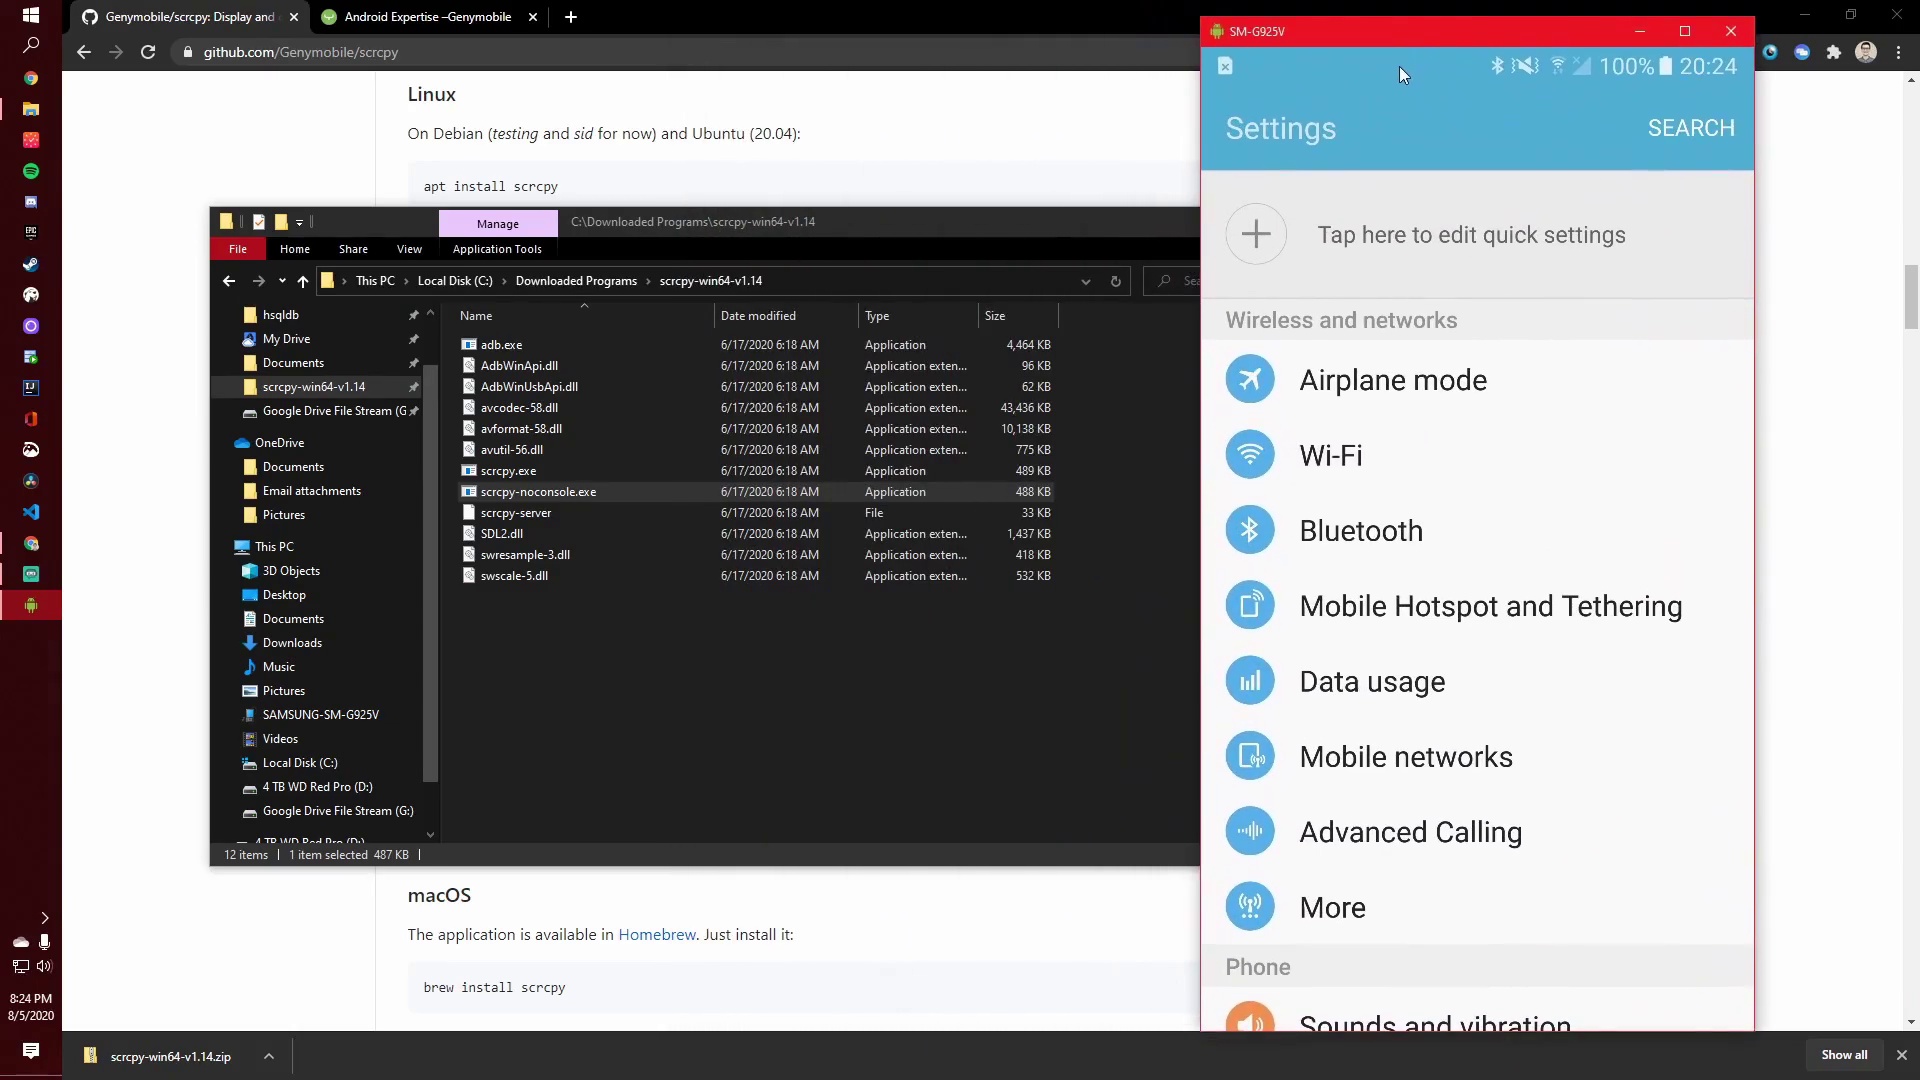 Genymobile/scrcpy: Display and
Android Expertise –Genymobile
github.com/Genymobile/scrcpy
Linux
On Debian (testing and sid for now) and Ubuntu (20.04):
apt install scrcpy
Manage
C:\Downloaded Programs\scrcpy-win64-v1.14
File
Home
Share
View
Application Tools
This PC
Local Disk (C:)
Downloaded Programs
scrcpy-win64-v1.14
Sea
Name
Date modified
Type
Size
hsqldb
My Drive
Documents
scrcpy-win64-v1.14
Google Drive File Stream (G
OneDrive
Documents
Email attachments
Pictures
This PC
3D Objects
Desktop
Documents
Downloads
Music
Pictures
SAMSUNG-SM-G925V
Videos
Local Disk (C:)
4 TB WD Red Pro (D:)
Google Drive File Stream (G:)
4 TB WD Red Pro (D:)
adb.exe 6/17/2020 6:18 AM Application 4,464 KB
AdbWinApi.dll 6/17/2020 6:18 AM Application exten... 96 KB
AdbWinUsbApi.dll 6/17/2020 6:18 AM Application exten... 62 KB
avcodec-58.dll 6/17/2020 6:18 AM Application exten... 43,436 KB
avformat-58.dll 6/17/2020 6:18 AM Application exten... 10,138 KB
avutil-56.dll 6/17/2020 6:18 AM Application exten... 775 KB
scrcpy.exe 6/17/2020 6:18 AM Application 489 KB
scrcpy-noconsole.exe 6/17/2020 6:18 AM Application 488 KB
scrcpy-server 6/17/2020 6:18 AM File 33 KB
SDL2.dll 6/17/2020 6:18 AM Application exten... 1,437 KB
swresample-3.dll 6/17/2020 6:18 AM Application exten... 418 KB
swscale-5.dll 6/17/2020 6:18 AM Application exten... 532 KB
12 items
1 item selected 487 KB
macOS
The application is available in Homebrew. Just install it:
brew install scrcpy
SM-G925V
100% 20:24
Settings
SEARCH
Tap here to edit quick settings
Wireless and networks
Airplane mode
Wi-Fi
Bluetooth
Mobile Hotspot and Tethering
Data usage
Mobile networks
Advanced Calling
More
Phone
Sounds and vibration
EPIC
IJ
8:24 PM
8/5/2020
scrcpy-win64-v1.14.zip
Show all